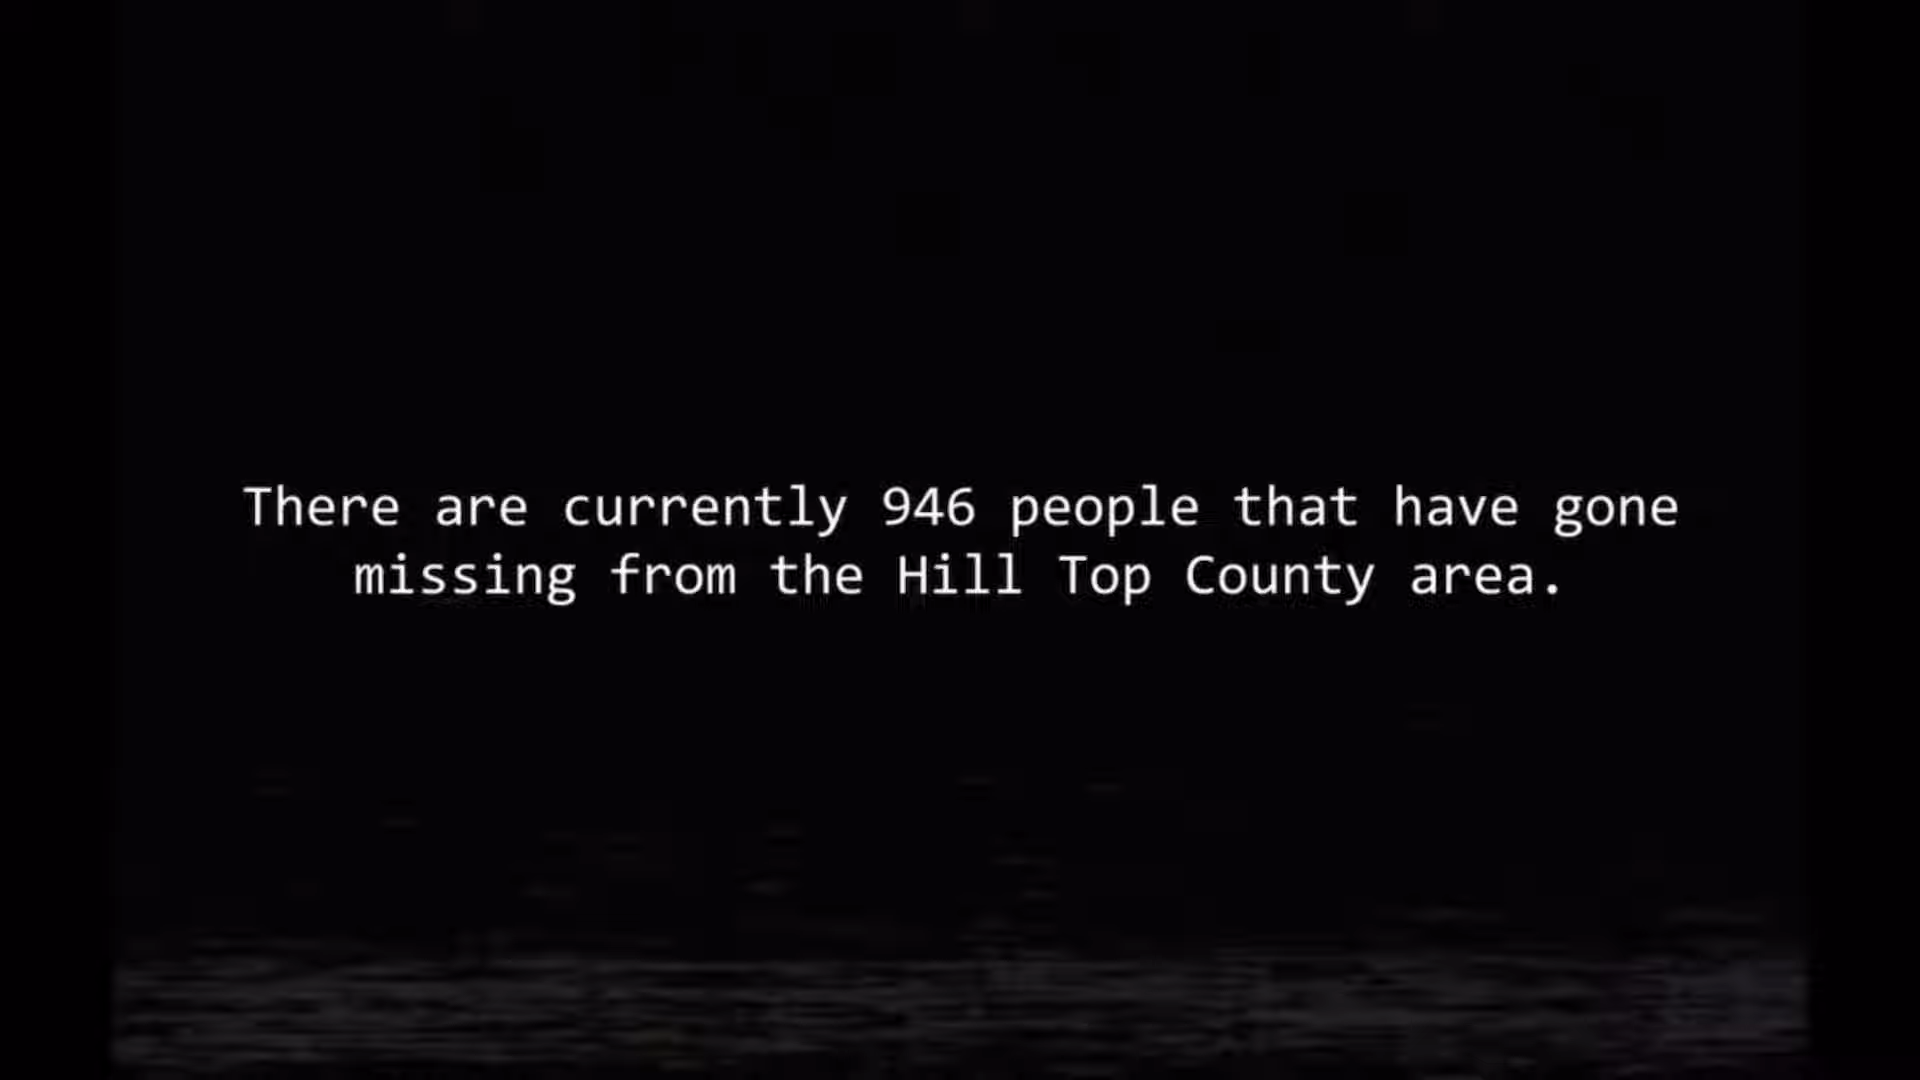 There are currently 946 people that have gone
missing from the Hill Top County area.